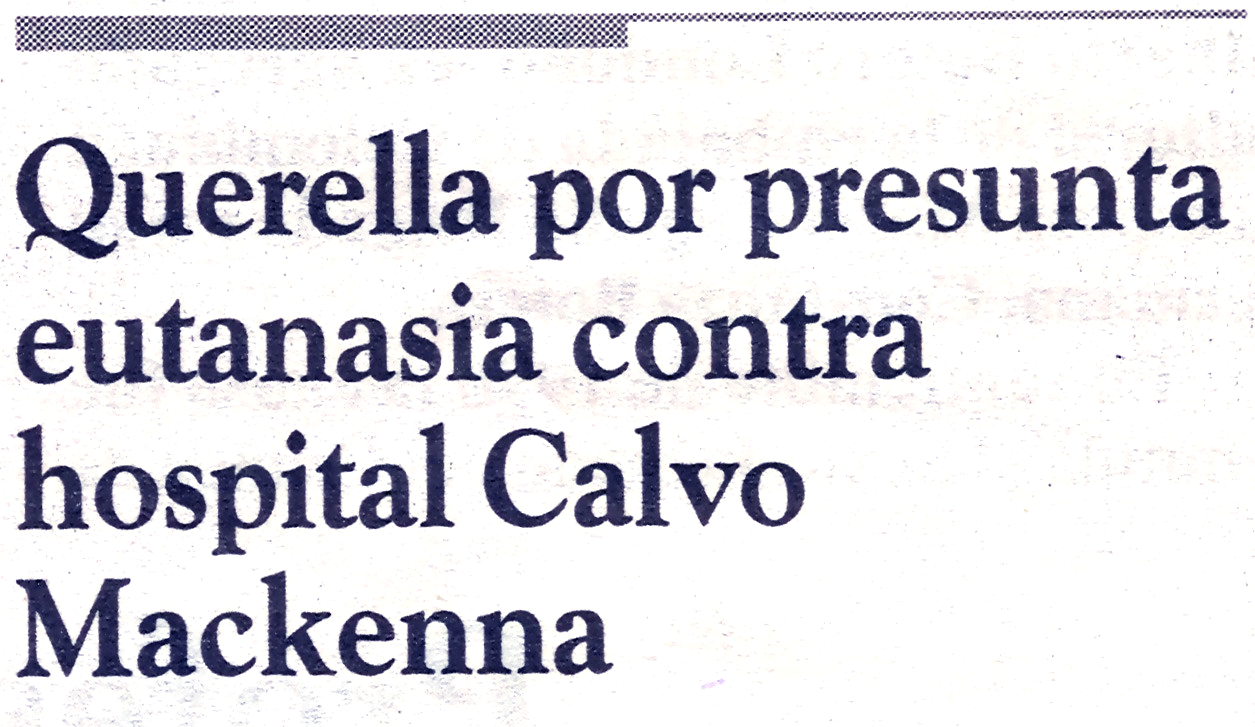 Querella por presunta
eutanasia contra
hospital Calvo
Mackenna